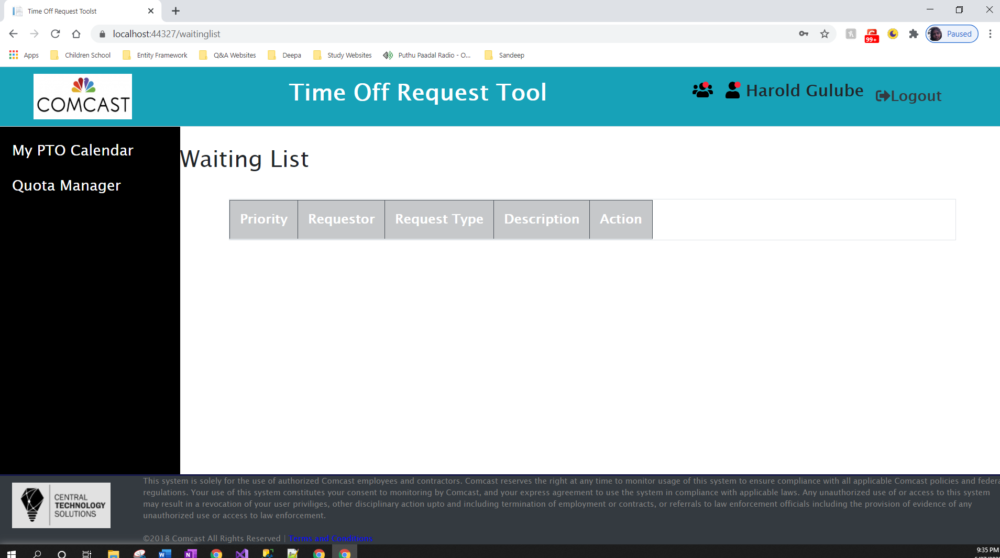 Time Off Request Toolst
localhost:44327/waitinglist
99+
Paused
Apps
Children School
Entity Framework
Q&A Websites
Deepa
Study Websites
Puthu Paadal Radio - O...
Sandeep
COMCAST
Time Off Request Tool
Harold Gulube
Logout
My PTO Calendar
Quota Manager
Waiting List
Priority Requestor Request Type Description Action
CENTRAL
TECHNOLOGY
SOLUTIONS
This system is solely for the use of authorized Comcast employees and contractors. Comcast reserves the right at any time to monitor usage of this system to ensure compliance with all applicable Comcast policies and federa
regulations. Your use of this system constitutes your consent to monitoring by Comcast, and your express agreement to use the system in compliance with applicable laws. Any unauthorized use of or access to this system
may result in a revocation of your user priviliges, other disciplinary action upto and including termination of employment or contracts, or referrals to law enforcement officials including the provision of evidence of any
unauthorized use or access to law enforcement.
©2018 Comcast All Rights Reserved | Terms and Conditions
9:35 PM